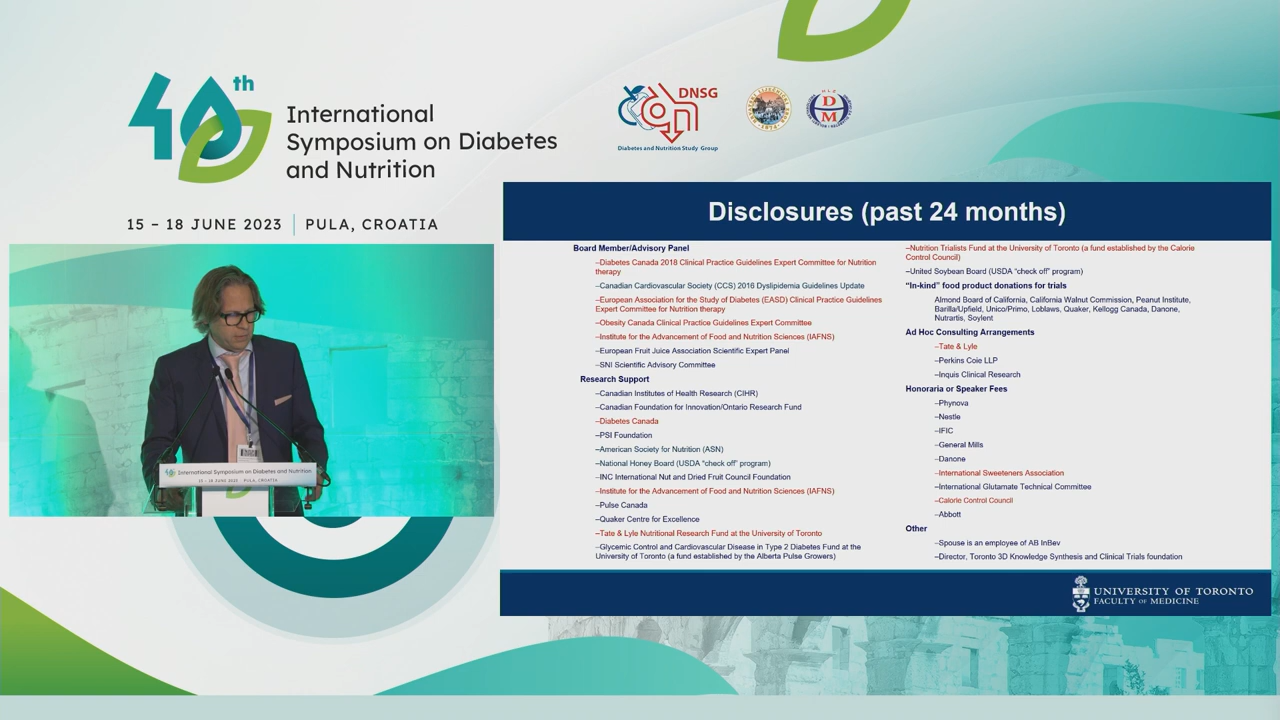 40th
International
Symposium on Diabetes
and Nutrition
15 – 18 JUNE 2023 | PULA, CROATIA
DNSG
Diabetes and Nutrition Study Group
D
M
International Symposium on Diabetes and Nutrition
15 – 18 JUNE 2023 | PULA, CROATIA
Disclosures (past 24 months)
Board Member/Advisory Panel
–Diabetes Canada 2018 Clinical Practice Guidelines Expert Committee for Nutrition
therapy
–Canadian Cardiovascular Society (CCS) 2016 Dyslipidemia Guidelines Update
–European Association for the Study of Diabetes (EASD) Clinical Practice Guidelines
Expert Committee for Nutrition therapy
–Obesity Canada Clinical Practice Guidelines Expert Committee
–Institute for the Advancement of Food and Nutrition Sciences (IAFNS)
–European Fruit Juice Association Scientific Expert Panel
–SNI Scientific Advisory Committee
Research Support
–Canadian Institutes of Health Research (CIHR)
–Canadian Foundation for Innovation/Ontario Research Fund
–Diabetes Canada
–PSI Foundation
–American Society for Nutrition (ASN)
–National Honey Board (USDA “check off” program)
–INC International Nut and Dried Fruit Council Foundation
–Institute for the Advancement of Food and Nutrition Sciences (IAFNS)
–Pulse Canada
–Quaker Centre for Excellence
–Tate & Lyle Nutritional Research Fund at the University of Toronto
–Glycemic Control and Cardiovascular Disease in Type 2 Diabetes Fund at the
University of Toronto (a fund established by the Alberta Pulse Growers)
–Nutrition Trialists Fund at the University of Toronto (a fund established by the Calorie
Control Council)
–United Soybean Board (USDA “check off” program)
“In-kind” food product donations for trials
Almond Board of California, California Walnut Commission, Peanut Institute,
Barilla/Upfield, Unico/Primo, Loblaws, Quaker, Kellogg Canada, Danone,
Nutrartis, Soylent
Ad Hoc Consulting Arrangements
–Tate & Lyle
–Perkins Coie LLP
–Inquis Clinical Research
Honoraria or Speaker Fees
–Phynova
–Nestle
–IFIC
–General Mills
–Danone
–International Sweeteners Association
–International Glutamate Technical Committee
–Calorie Control Council
–Abbott
Other
–Spouse is an employee of AB InBev
–Director, Toronto 3D Knowledge Synthesis and Clinical Trials foundation
UNIVERSITY OF TORONTO
FACULTY OF MEDICINE